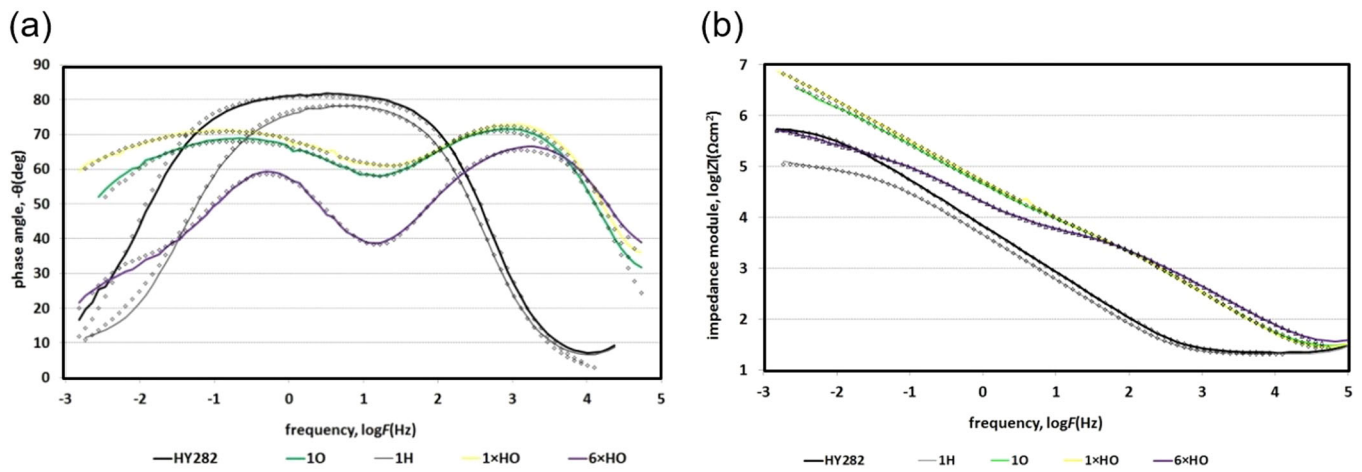 (a)
phase angle, -θ(deg)
90
80
70
60
50
40
30
20
10
0
-3 -2 -1 0 1 2 3 4 5
frequency, logF(Hz)
HY282 1O 1H 1×HO 6×HO
(b)
impedance module, logIZI(Ωcm²)
7
6
5
4
3
2
1
-3 -2 -1 0 1 2 3 4 5
frequency, logF(Hz)
HY282 1H 1O 1×HO 6×HO